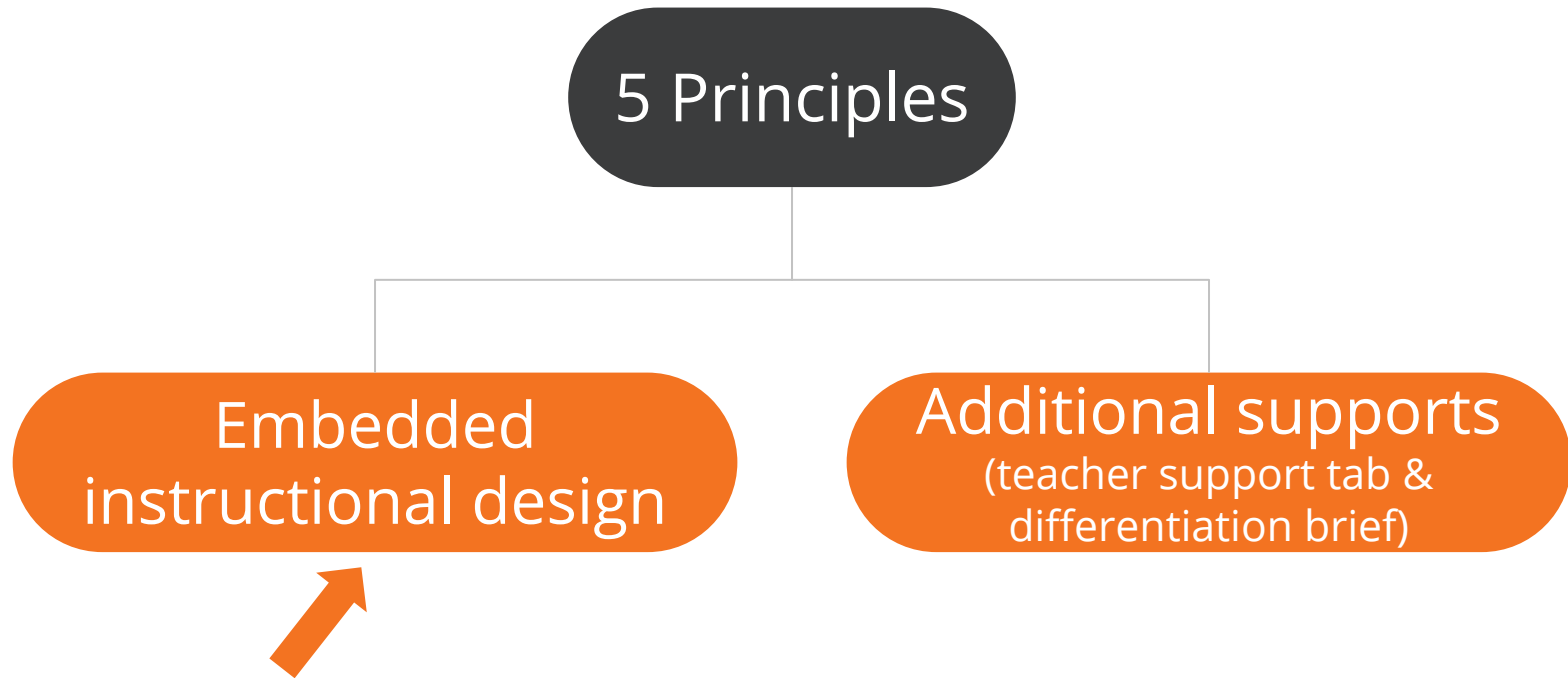 5 Principles
Embedded
instructional design
Additional supports
(teacher support tab &
differentiation brief)